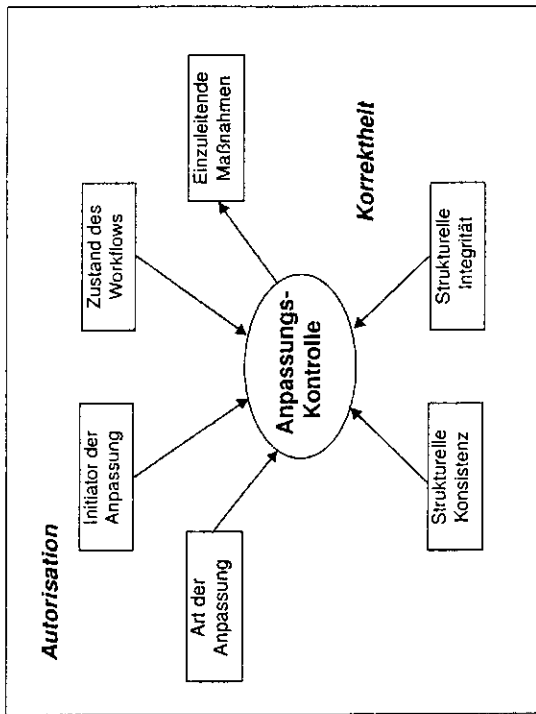 Autorisation
Initiator der
Anpassung
Zustand des
Workflows
Art der
Anpassung
Einzuleitende
Maßnahmen
Anpassungs-
Kontrolle
Korrektheit
Strukturelle
Konsistenz
Strukturelle
Integrität